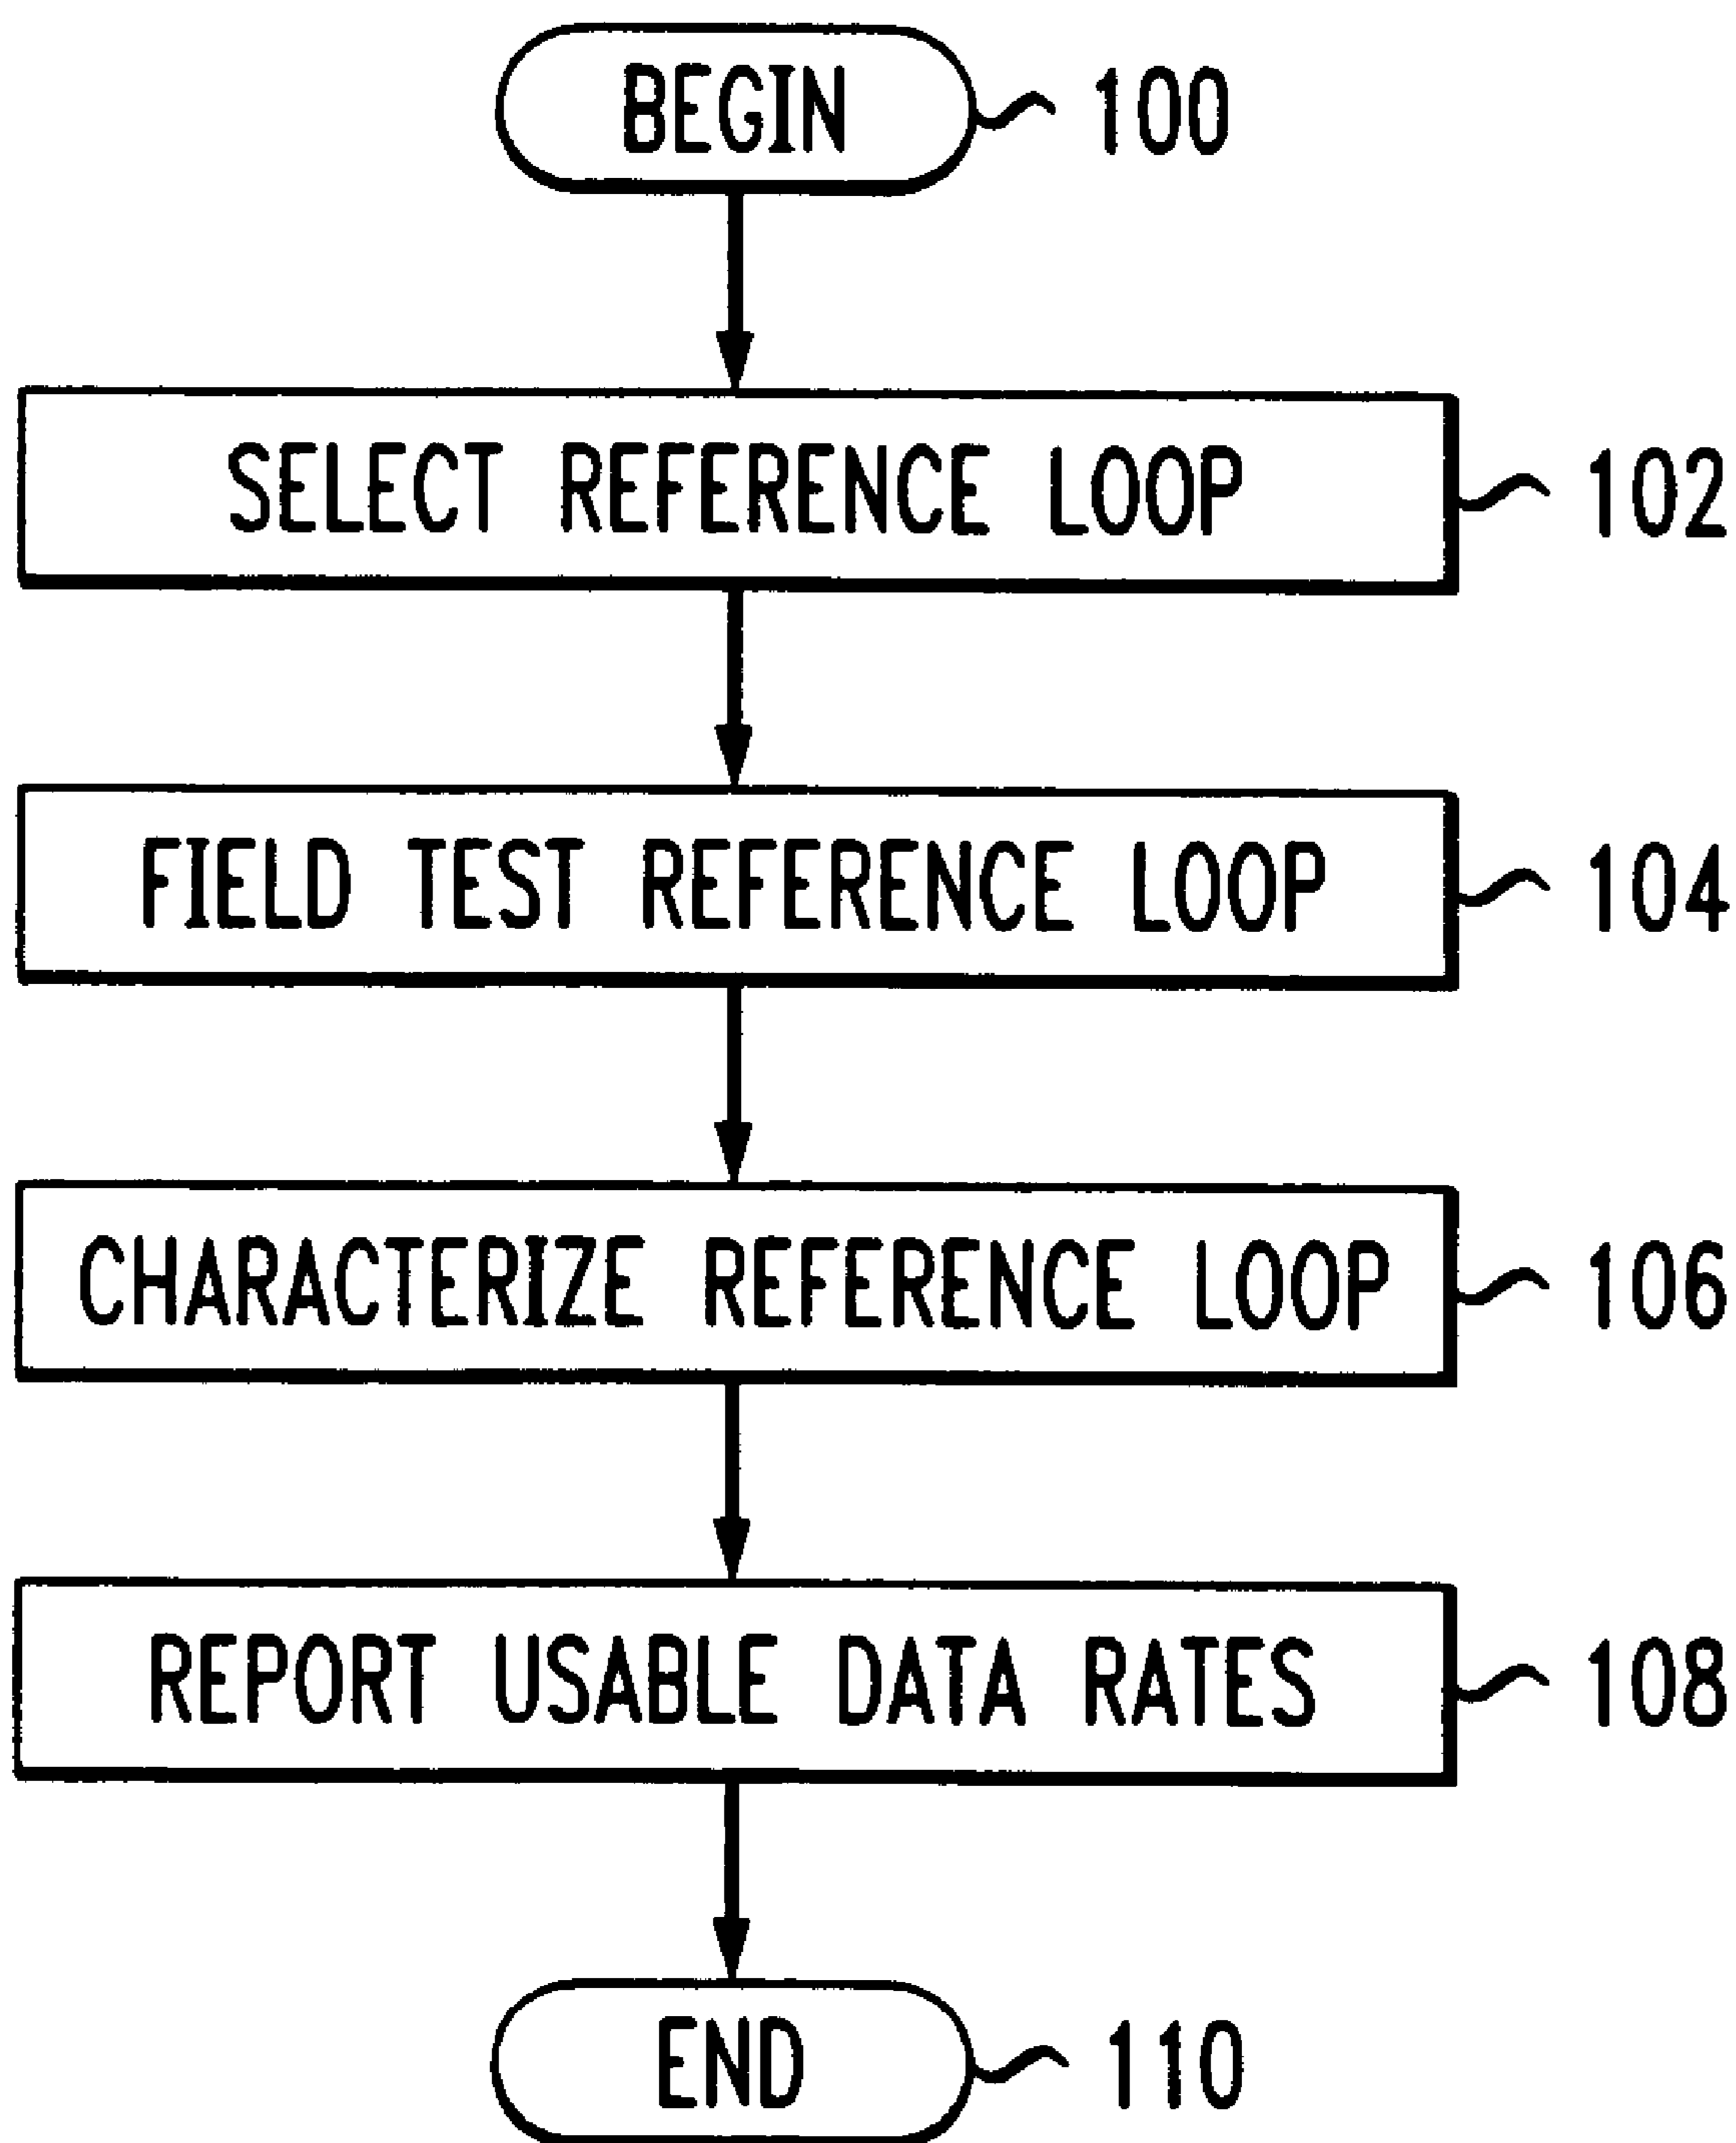 BEGIN 100
SELECT REFERENCE LOOP 102
FIELD TEST REFERENCE LOOP 104
CHARACTERIZE REFERENCE LOOP 106
REPORT USABLE DATA RATES 108
END 110